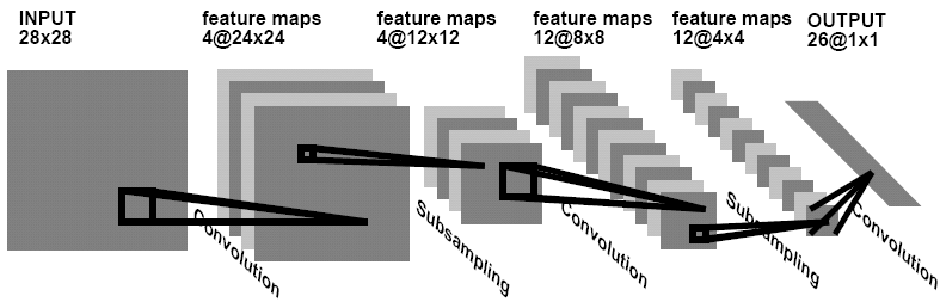 INPUT
28x28
feature maps
4@24x24
feature maps
4@12x12
feature maps
12@8x8
feature maps
12@4x4
OUTPUT
26@1x1
Convolution
Subsampling
Convolution
Subsampling
Convolution